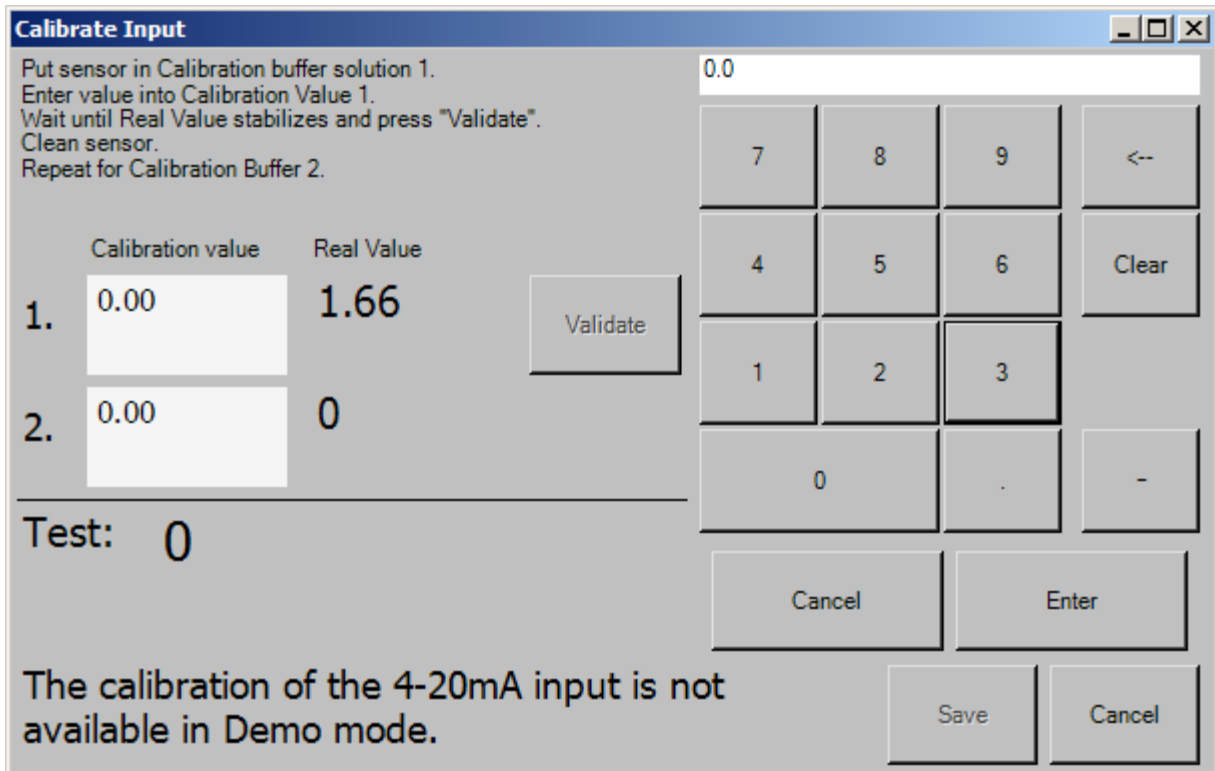 Calibrate Input
Put sensor in Calibration buffer solution 1.
Enter value into Calibration Value 1.
Wait until Real Value stabilizes and press "Validate".
Clean sensor.
Repeat for Calibration Buffer 2.
Calibration value Real Value
1. 0.00 1.66 Validate
2. 0.00 0
Test: 0
The calibration of the 4-20mA input is not
available in Demo mode.
0.0
7 8 9 <--
4 5 6 Clear
1 2 3
0 . -
Cancel Enter
Save Cancel